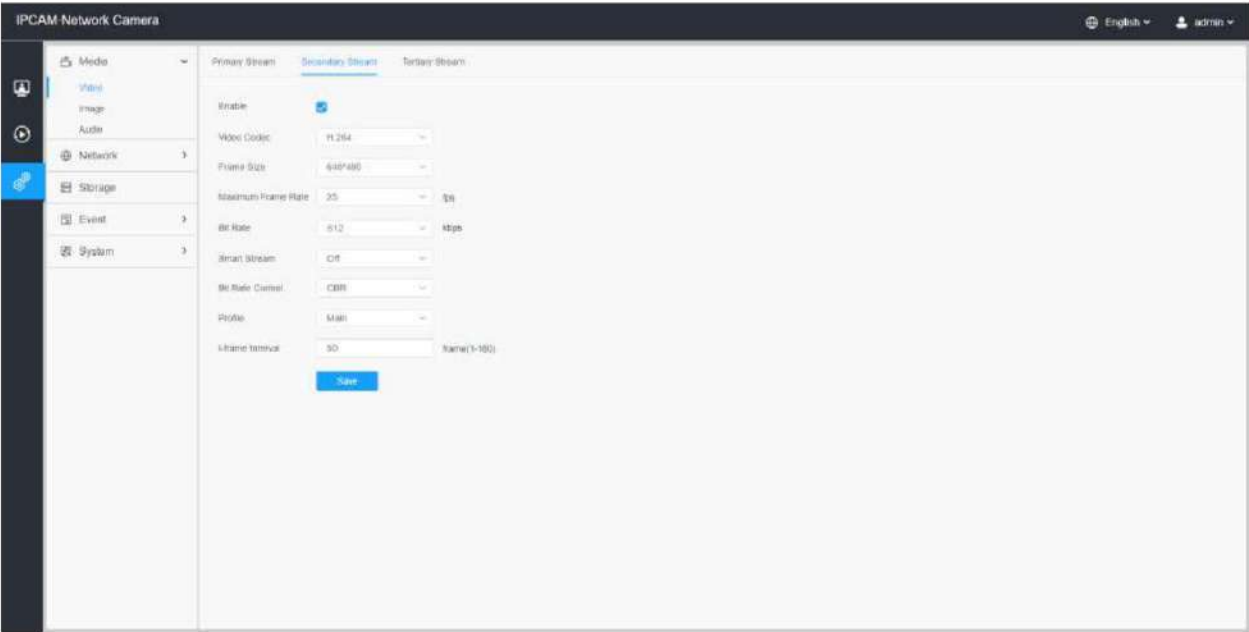 IPCAM-Network Camera
English
admin
Media
Video
Image
Audio
Network
Storage
Event
System
Primary Stream Secondary Stream Tertiary Stream
Enable
Video Codec H.264
Frame Size 640*480
Maximum Frame Rate 25 fps
Bit Rate 512 kbps
Smart Stream Off
Bit Rate Control CBR
Profile Main
I-frame Interval 50 frame(1-180)
Save